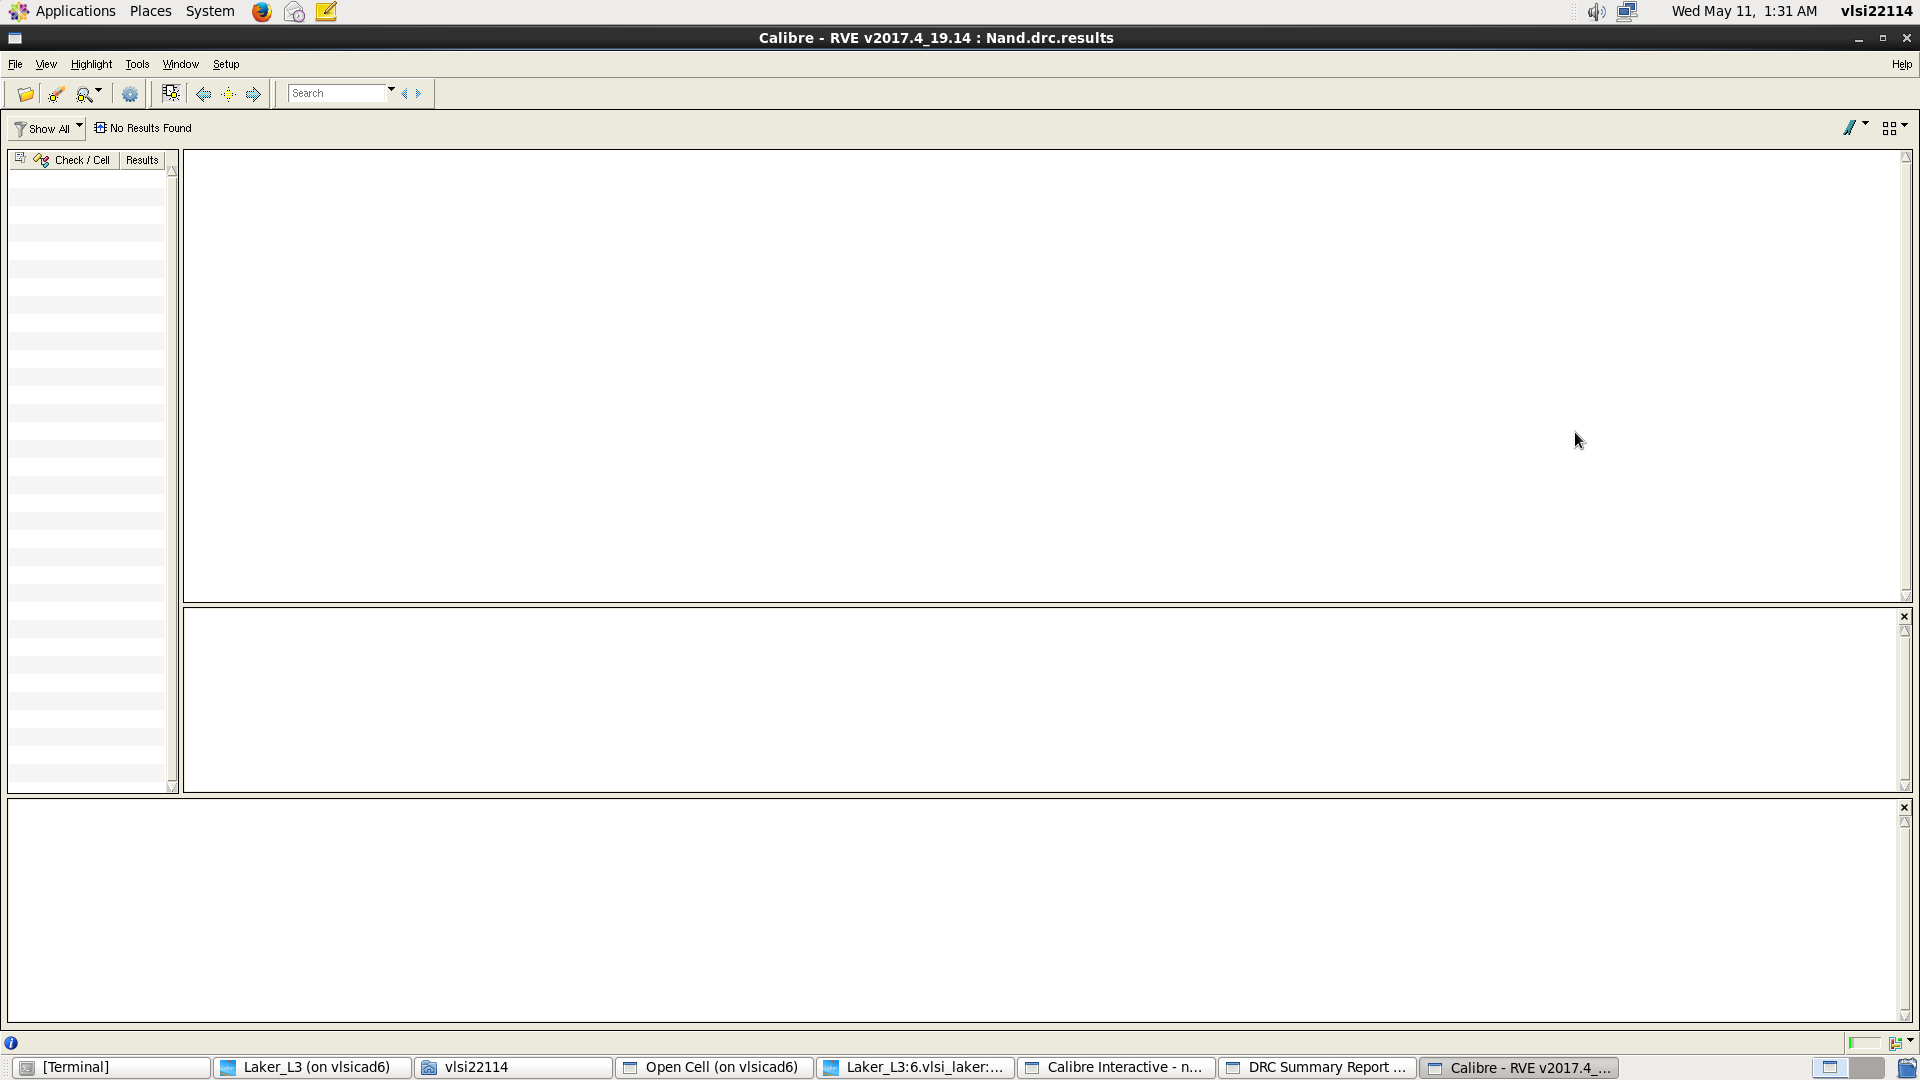 Applications Places System Wed May 11, 1:31 AM vlsi22114
Calibre - RVE v2017.4_19.14 : Nand.drc.results
File View Highlight Tools Window Setup Help
Search
Show All No Results Found
Check / Cell Results
[Terminal] Laker_L3 (on vlsicad6) vlsi22114 Open Cell (on vlsicad6) Laker_L3:6.vlsi_laker:... Calibre Interactive - n... DRC Summary Report ... Calibre - RVE v2017.4_...